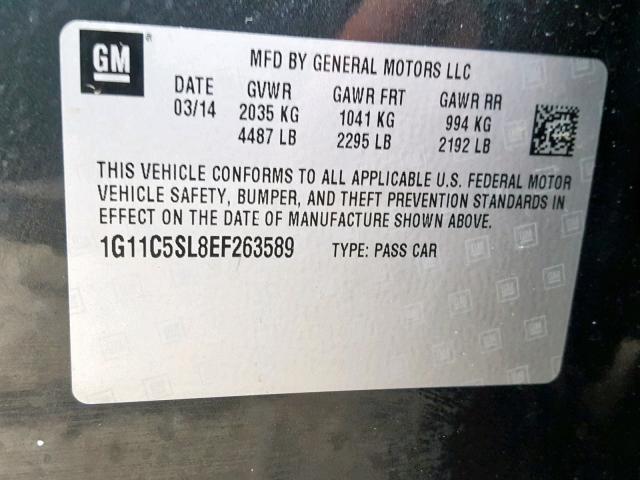 GM
MFD BY GENERAL MOTORS LLC
DATE GVWR GAWR FRT GAWR RR
03/14 2035 KG 1041 KG 994 KG
4487 LB 2295 LB 2192 LB
THIS VEHICLE CONFORMS TO ALL APPLICABLE U.S. FEDERAL MOTOR
VEHICLE SAFETY, BUMPER, AND THEFT PREVENTION STANDARDS IN
EFFECT ON THE DATE OF MANUFACTURE SHOWN ABOVE.
1G11C5SL8EF263589 TYPE: PASS CAR